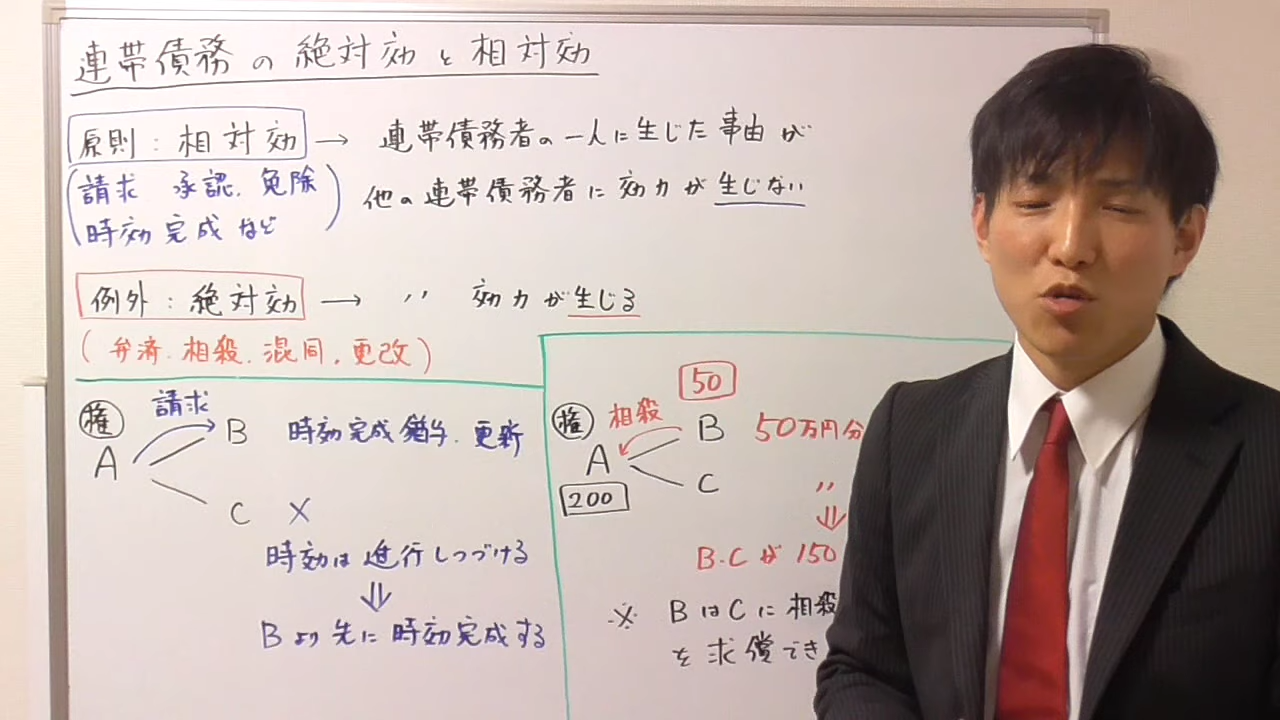 連帯債務の絶対効と相対効
原則：相対効 → 連帯債務者の一人に生じた事由が
他の連帯債務者に効力が生じない
(請求 承認、免除
時効完成など)
例外：絶対効 → 〃 効力が生じる
(弁済、相殺、混同、更改)
権 請求
A B 時効完成猶予、更新
C ×
時効は進行しつづける
⇓
Bより先に時効完成する
50
権 相殺
A B 50万円分
200 C 〃
⇓
B・Cが150
※ BはCに相殺
を求償でき